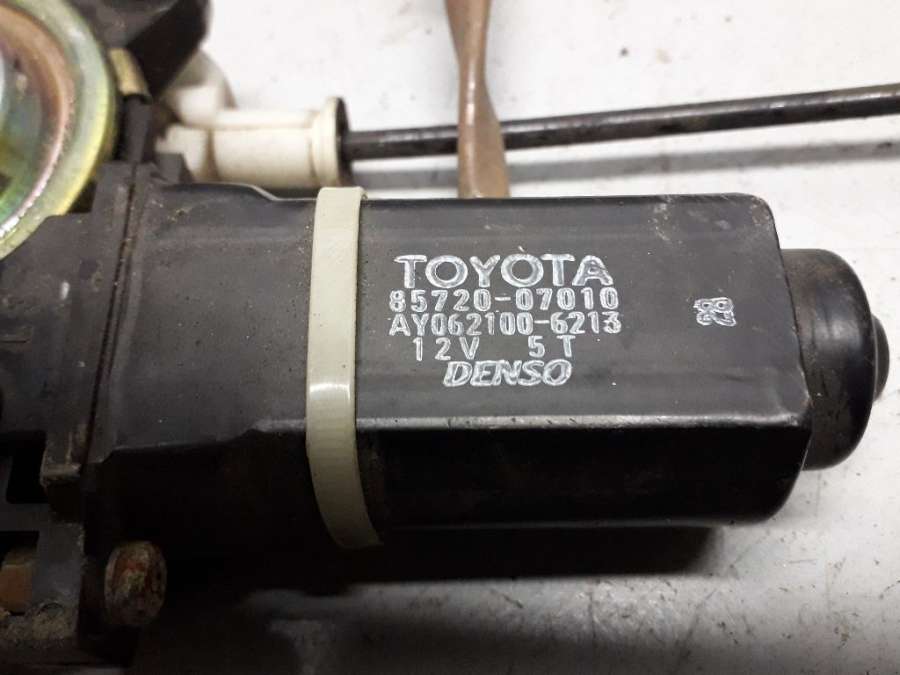 TOYOTA
85720-07010
AY062100-6213
12V 5T
DENSO